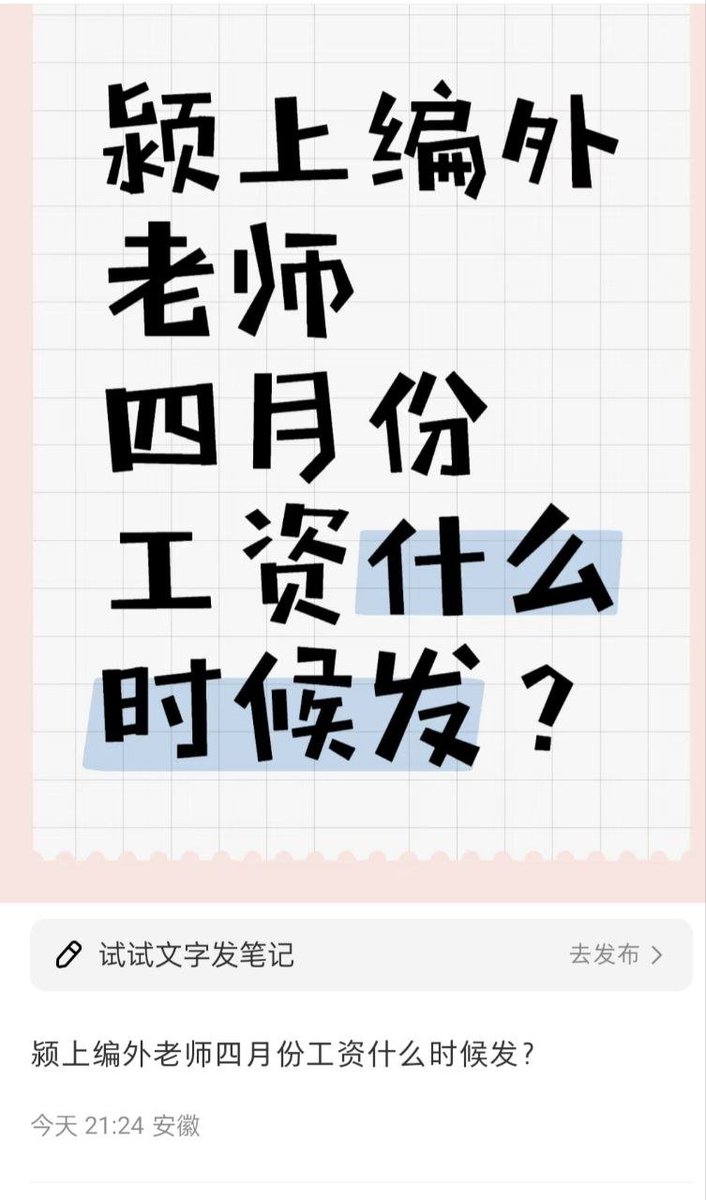 颍上编外
老师
四月份
工资什么
时候发？
试试文字发笔记
去发布
颍上编外老师四月份工资什么时候发？
今天 21:24 安徽